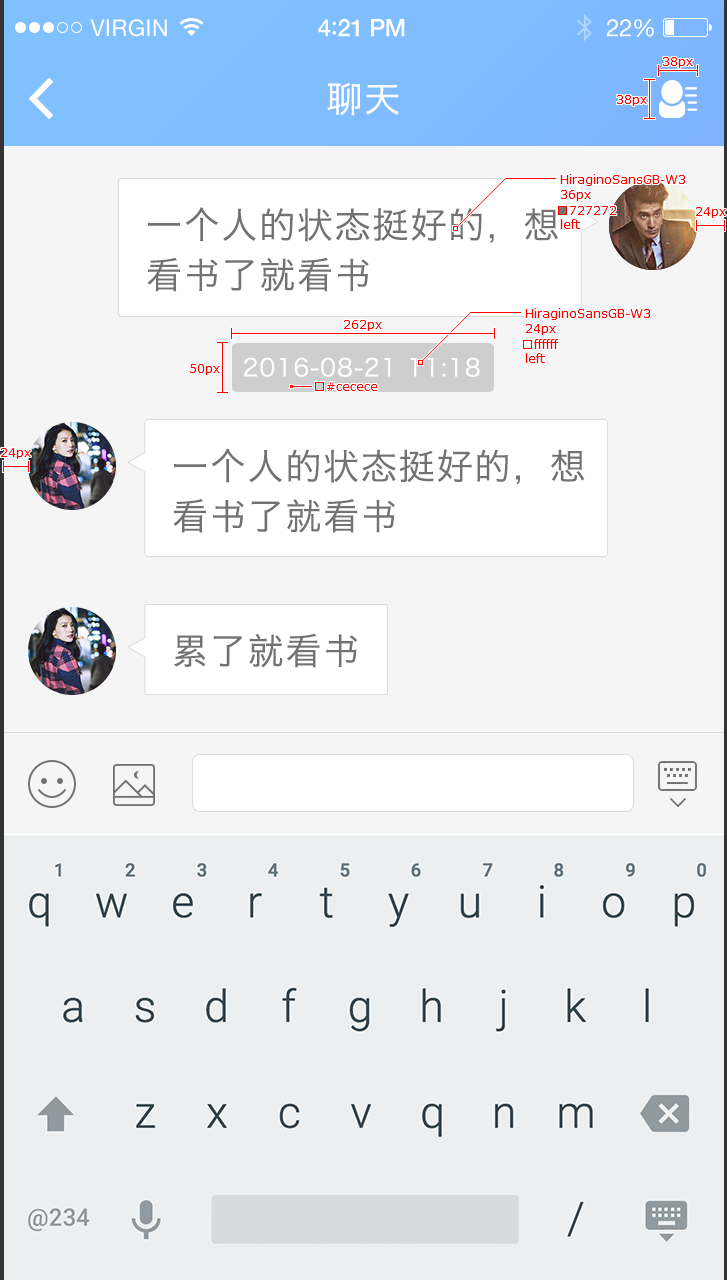 VIRGIN 4:21 PM 22%
38px
聊天
38px
HiraginoSansGB-W3
36px
727272
left
24px
一个人的状态挺好的，想
看书了就看书
HiraginoSansGB-W3
24px
ffffff
left
262px
50px
2016-08-21 11:18
#cecece
24px
一个人的状态挺好的，想
看书了就看书
累了就看书
1 2 3 4 5 6 7 8 9 0
q w e r t y u i o p
a s d f g h j k l
z x c v q n m
@234 /